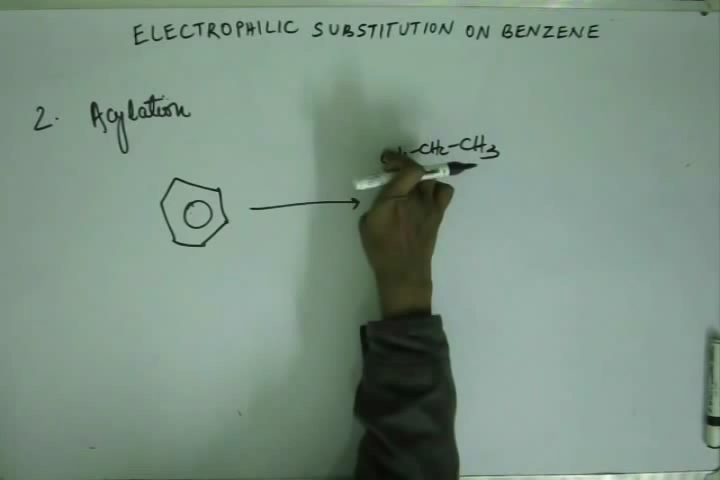 ELECTROPHILIC SUBSTITUTION ON BENZENE
2. Acylation
-CH2-CH3